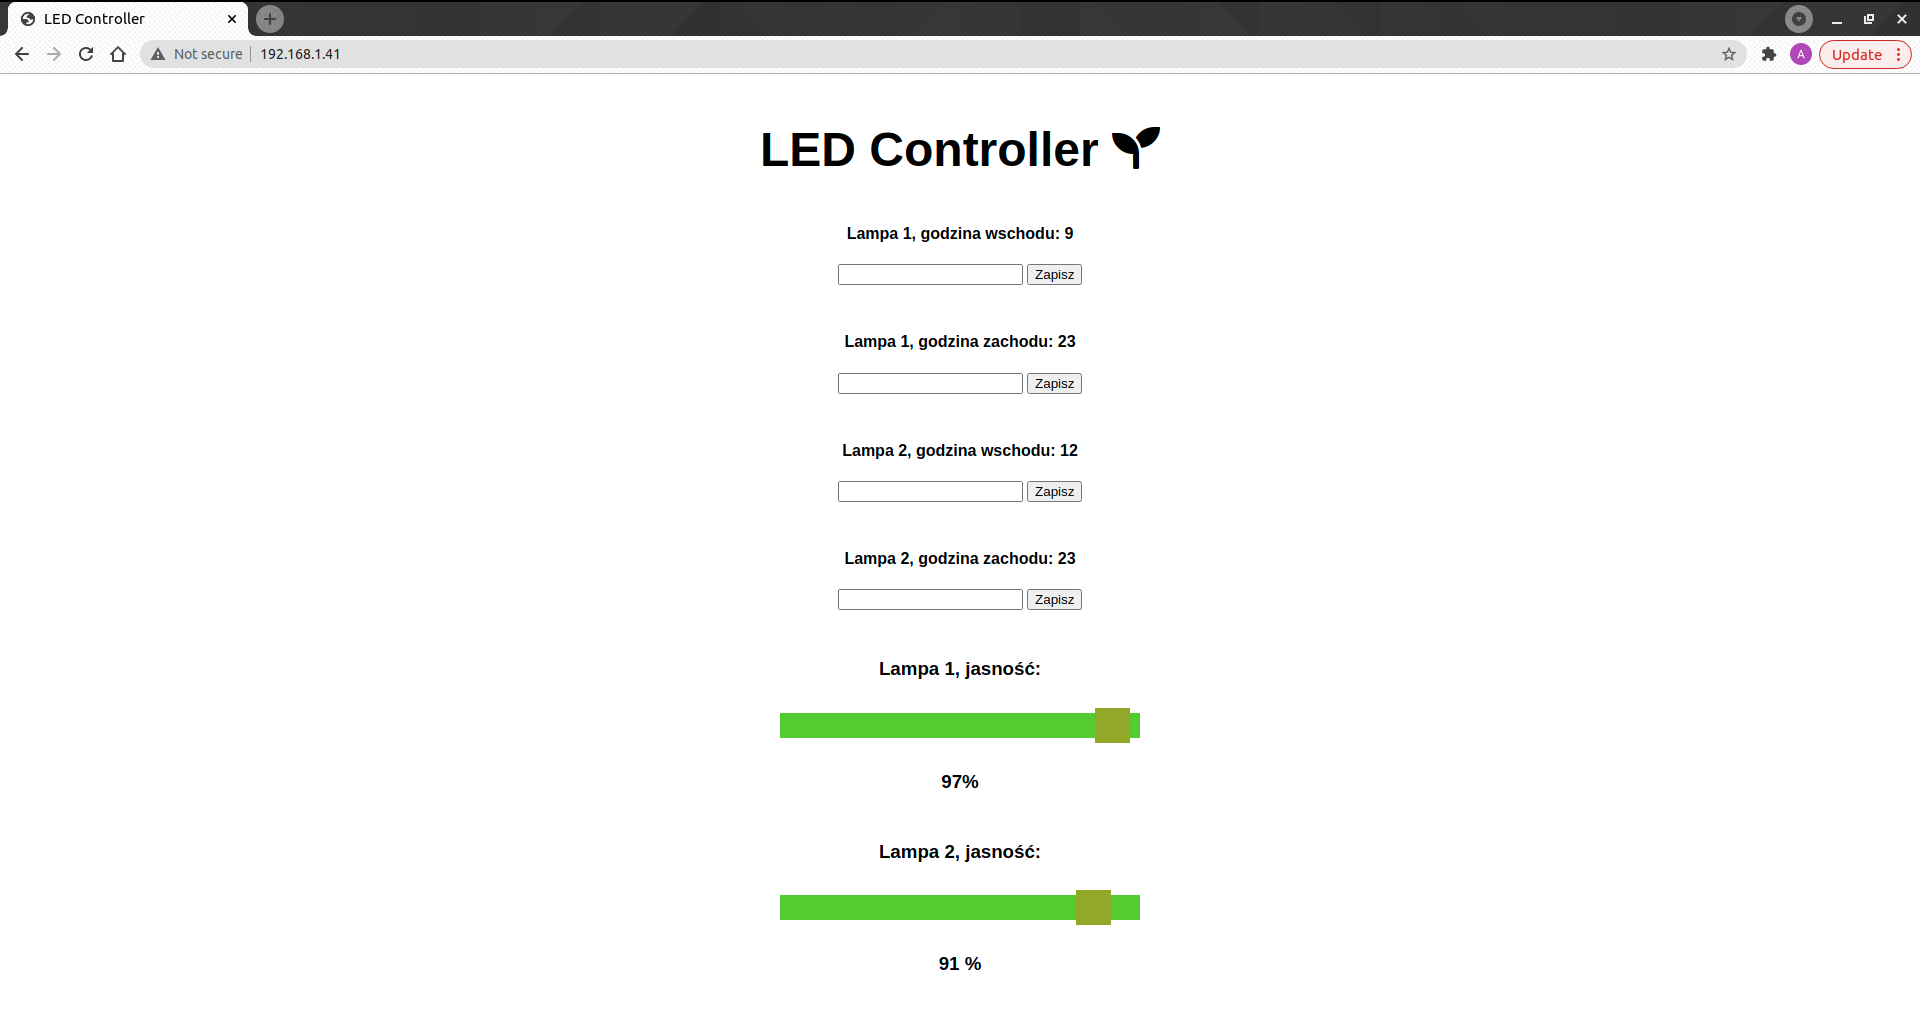 LED Controller
Not secure 192.168.1.41
A
Update
LED Controller
Lampa 1, godzina wschodu: 9
Zapisz
Lampa 1, godzina zachodu: 23
Zapisz
Lampa 2, godzina wschodu: 12
Zapisz
Lampa 2, godzina zachodu: 23
Zapisz
Lampa 1, jasność:
97%
Lampa 2, jasność:
91 %